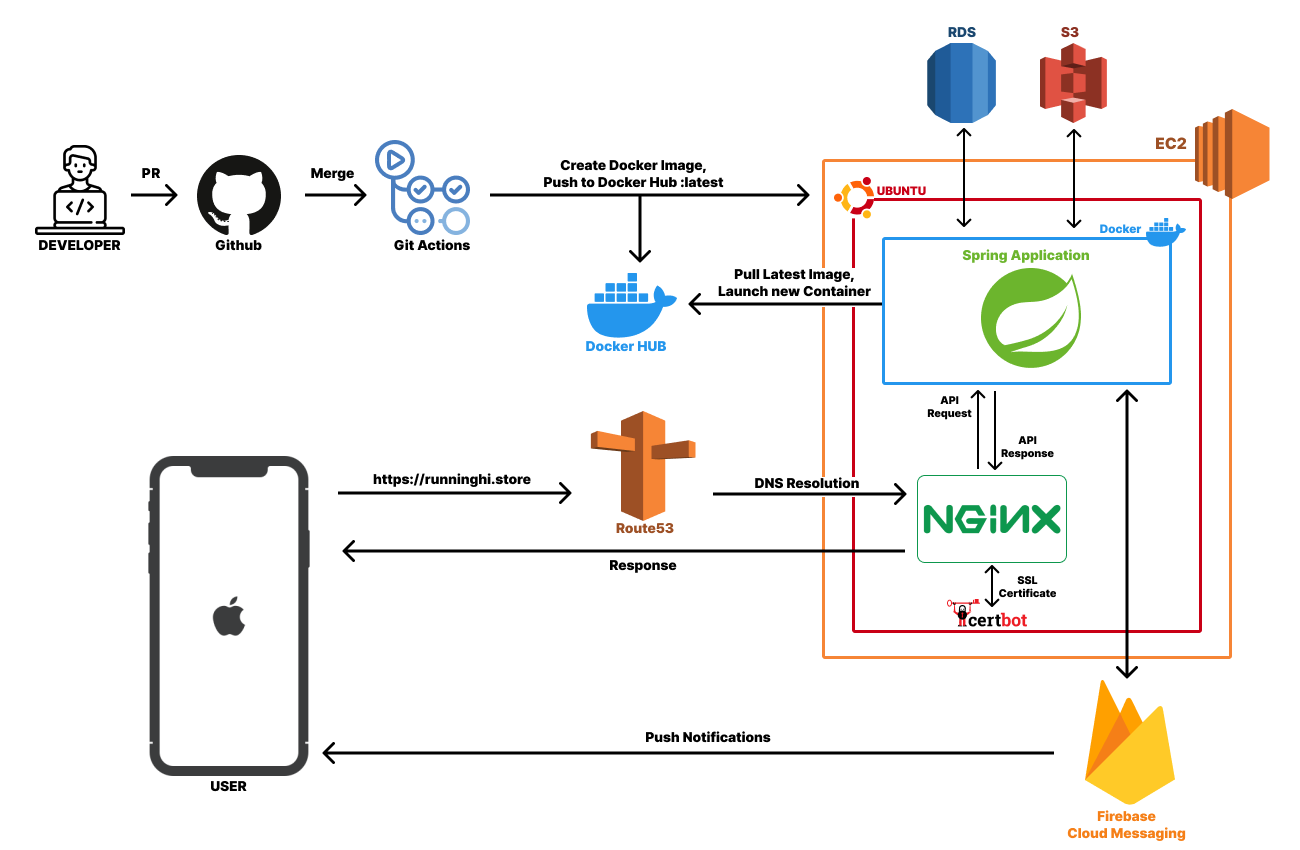 RDS
S3
EC2
PR
Merge
Create Docker Image,
Push to Docker Hub :latest
UBUNTU
DEVELOPER
Github
Git Actions
Docker
Spring Application
Pull Latest Image,
Launch new Container
Docker HUB
API
Request
API
Response
https://runninghi.store
DNS Resolution
NGINX
Route53
Response
SSL
Certificate
certbot
Push Notifications
USER
Firebase
Cloud Messaging